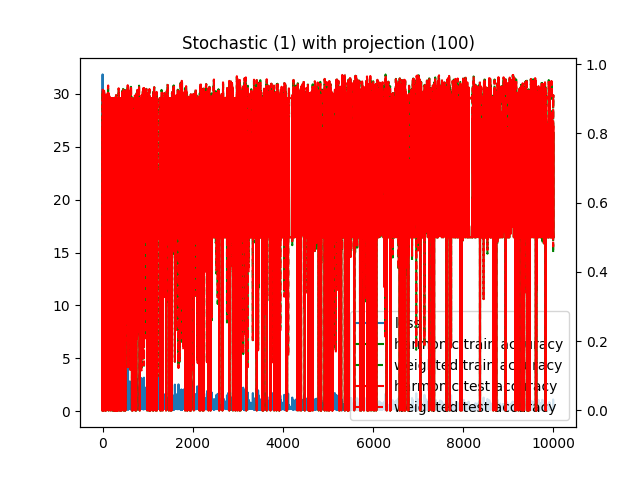 Stochastic (1) with projection (100)
30
25
20
15
10
5
0
1.0
0.8
0.6
0.4
0.2
0.0
loss
harmonic train accuracy
weighted train accuracy
harmonic test accuracy
weighted test accuracy
0 2000 4000 6000 8000 10000